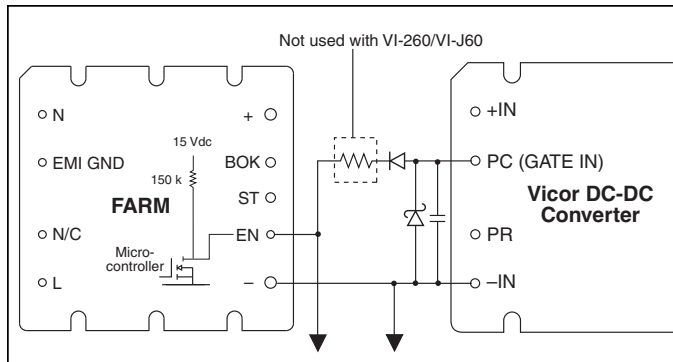 Not used with VI-260/VI-J60
N
EMI GND
N/C
L
15 Vdc
150 k
FARM
Micro-
controller
+
BOK
ST
EN
–
+IN
PC (GATE IN)
Vicor DC-DC
Converter
PR
–IN